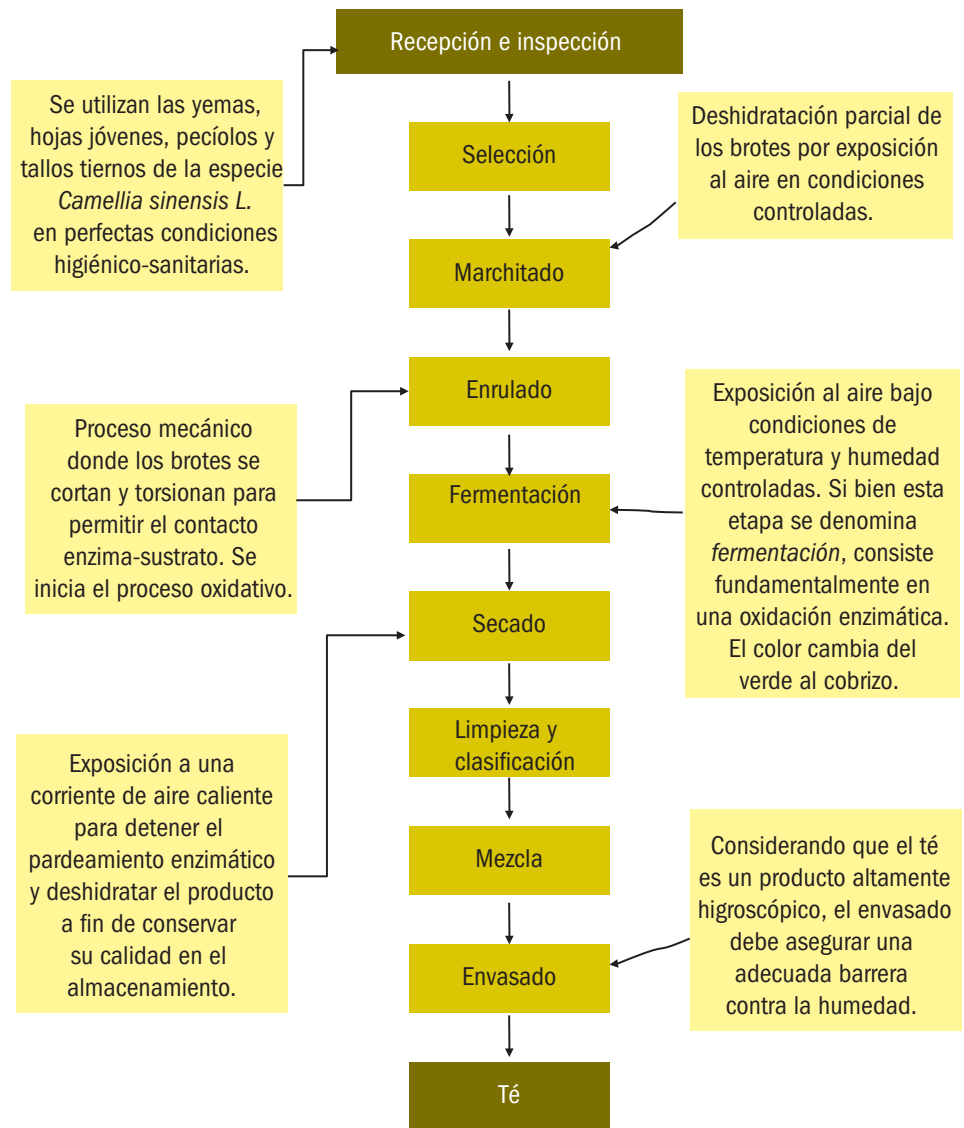 Recepción e inspección
Se utilizan las yemas,
hojas jóvenes, pecíolos y
tallos tiernos de la especie
Camellia sinensis L.
en perfectas condiciones
higiénico-sanitarias.
Selección
Deshidratación parcial de
los brotes por exposición
al aire en condiciones
controladas.
Marchitado
Enrulado
Proceso mecánico
donde los brotes se
cortan y torsionan para
permitir el contacto
enzima-sustrato. Se
inicia el proceso oxidativo.
Fermentación
Exposición al aire bajo
condiciones de
temperatura y humedad
controladas. Si bien esta
etapa se denomina
fermentación, consiste
fundamentalmente en
una oxidación enzimática.
El color cambia del
verde al cobrizo.
Secado
Exposición a una
corriente de aire caliente
para detener el
pardeamiento enzimático
y deshidratar el producto
a fin de conservar
su calidad en el
almacenamiento.
Limpieza y
clasificación
Mezcla
Envasado
Considerando que el té
es un producto altamente
higroscópico, el envasado
debe asegurar una
adecuada barrera
contra la humedad.
Té